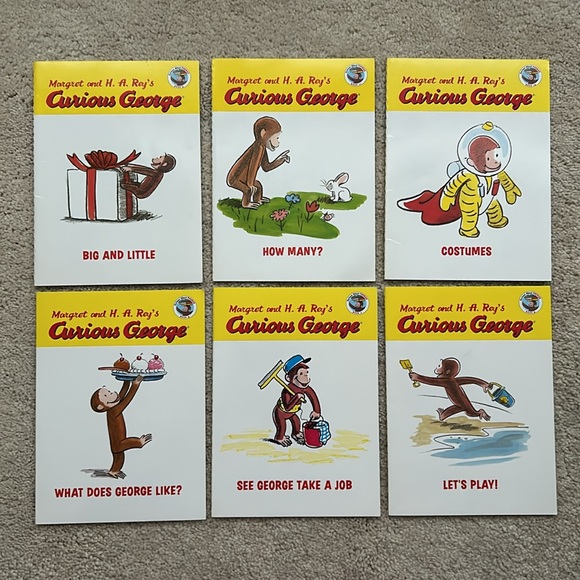 Margret and H. A. Rey's
Curious George
BIG AND LITTLE
Margret and H. A. Rey's
Curious George
HOW MANY?
Margret and H. A. Rey's
Curious George
COSTUMES
Margret and H. A. Rey's
Curious George
WHAT DOES GEORGE LIKE?
Margret and H. A. Rey's
Curious George
SEE GEORGE TAKE A JOB
Margret and H. A. Rey's
Curious George
LET'S PLAY!